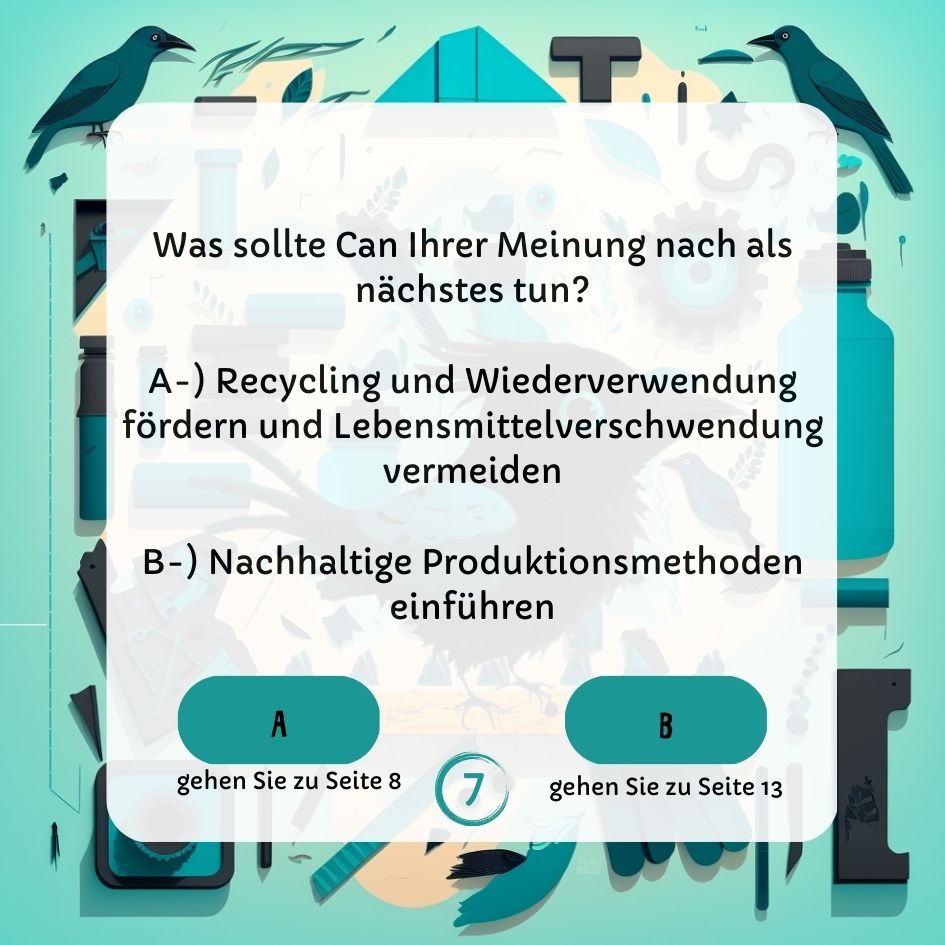 Was sollte Can Ihrer Meinung nach als
nächstes tun?
A-) Recycling und Wiederverwendung
fördern und Lebensmittelverschwendung
vermeiden
B-) Nachhaltige Produktionsmethoden
einführen
A
B
gehen Sie zu Seite 8
7
gehen Sie zu Seite 13